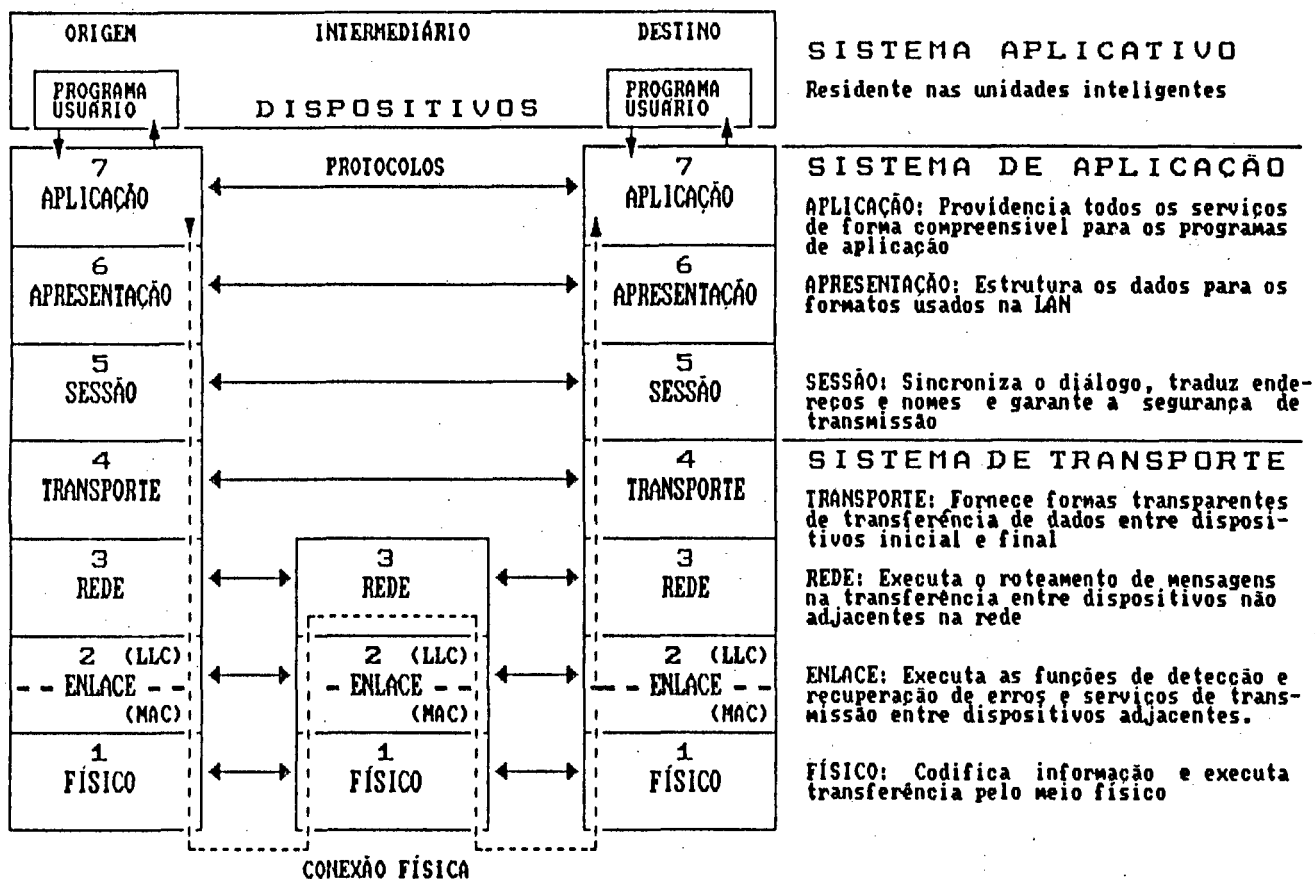 ORIGEM INTERMEDIÁRIO DESTINO
PROGRAMA
USUÁRIO
DISPOSITIVOS
PROGRAMA
USUÁRIO
SISTEMA APLICATIVO
Residente nas unidades inteligentes
7
APLICAÇÃO
PROTOCOLOS
7
APLICAÇÃO
SISTEMA DE APLICAÇÃO
APLICAÇÃO: Providencia todos os serviços
de forma compreensivel para os programas
de aplicação
6
APRESENTAÇÃO
6
APRESENTAÇÃO
APRESENTAÇÃO: Estrutura os dados para os
formatos usados na LAN
5
SESSÃO
5
SESSÃO
SESSÃO: Sincroniza o diálogo, traduz ende-
reços e nomes e garante a segurança de
transmissão
4
TRANSPORTE
4
TRANSPORTE
SISTEMA DE TRANSPORTE
TRANSPORTE: Fornece formas transparentes
de transferência de dados entre disposi-
tivos inicial e final
3
REDE
3
REDE
3
REDE
REDE: Executa o roteamento de mensagens
na transferência entre dispositivos não
adjacentes na rede
2 (LLC)
ENLACE
(MAC)
2 (LLC)
ENLACE
(MAC)
2 (LLC)
ENLACE
(MAC)
ENLACE: Executa as funções de detecção e
recuperação de erros e serviços de trans-
missão entre dispositivos adjacentes.
1
FÍSICO
1
FÍSICO
1
FÍSICO
FÍSICO: Codifica informação e executa
transferência pelo meio físico
CONEXÃO FÍSICA